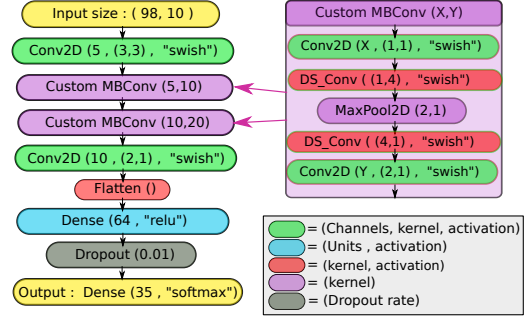 Input size : ( 98, 10 )
Conv2D (5 , (3,3) , "swish")
Custom MBConv (5,10)
Custom MBConv (10,20)
Conv2D (10 , (2,1) , "swish")
Flatten ()
Dense (64 , "relu")
Dropout (0.01)
Output : Dense (35 , "softmax")
Custom MBConv (X,Y)
Conv2D (X , (1,1) , "swish")
DS_Conv ( (1,4) , "swish")
MaxPool2D (2,1)
DS_Conv ( (4,1) , "swish")
Conv2D (Y , (2,1) , "swish")
= (Channels, kernel, activation)
= (Units , activation)
= (kernel, activation)
= (kernel)
= (Dropout rate)